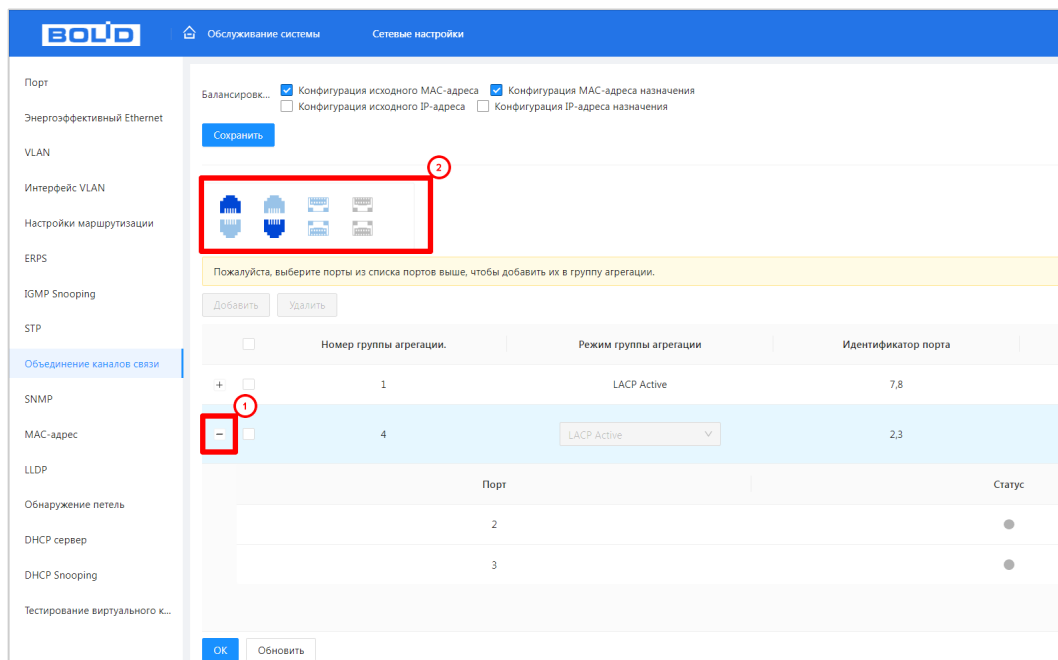 BOLID
Обслуживание системы
Сетевые настройки
Порт
Энергоэффективный Ethernet
VLAN
Интерфейс VLAN
Настройки маршрутизации
ERPS
IGMP Snooping
STP
Объединение каналов связи
SNMP
MAC-адрес
LLDP
Обнаружение петель
DHCP сервер
DHCP Snooping
Тестирование виртуального к...
Балансировк...
Конфигурация исходного MAC-адреса
Конфигурация MAC-адреса назначения
Конфигурация исходного IP-адреса
Конфигурация IP-адреса назначения
Сохранить
2
Пожалуйста, выберите порты из списка портов выше, чтобы добавить их в группу агрегации.
Добавить
Удалить
Номер группы агрегации.
Режим группы агрегации
Идентификатор порта
+
1
LACP Active
7,8
1
−
4
LACP Active
2,3
Порт
Статус
2
3
ОК
Обновить